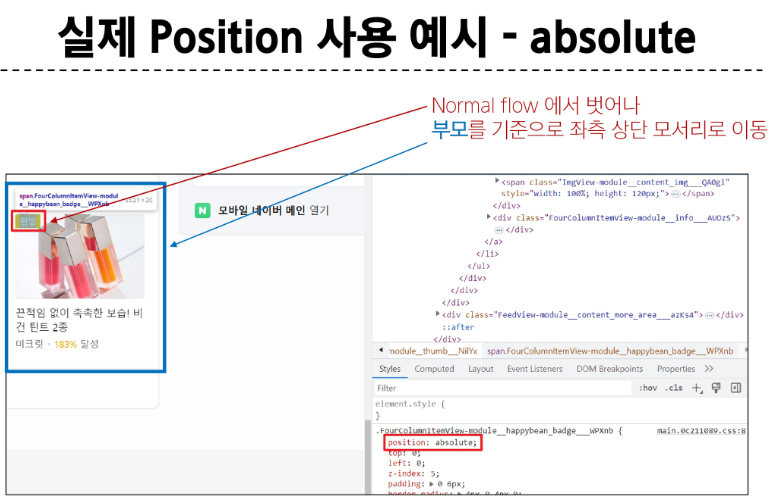 실제 Position 사용 예시 - absolute
Normal flow 에서 벗어나
부모를 기준으로 좌측 상단 모서리로 이동
span.FourColumnItemView-modul
e__happybean_badge__WPXnb
33.21 × 20
펀딩
모바일 네이버 메인 열기
끈적임 없이 촉촉한 보습! 비
건 틴트 2종
미크릿 · 183% 달성
<span class="ImgView-module__content_img___QA0gl"
style="width: 100%; height: 120px;"> </span>
</div>
<div class="FourColumnItemView-module__info___AUOzS">
</div>
</a>
</li>
</ul>
</div>
</div>
</div>
<div class="FeedView-module__content_more_area___azKs4"> </div>
::after
</div>
module__thumb___NilYx span.FourColumnItemView-module__happybean_badge___WPXnb
Styles Computed Layout Event Listeners DOM Breakpoints Properties
Filter :hov .cls
element.style {
}
.FourColumnItemView-module__happybean_badge___WPXnb { main.0c211089.css:8
position: absolute;
top: 0;
left: 0;
z-index: 5;
padding: 0 6px;
border-radius: 4px 0 4px 0;